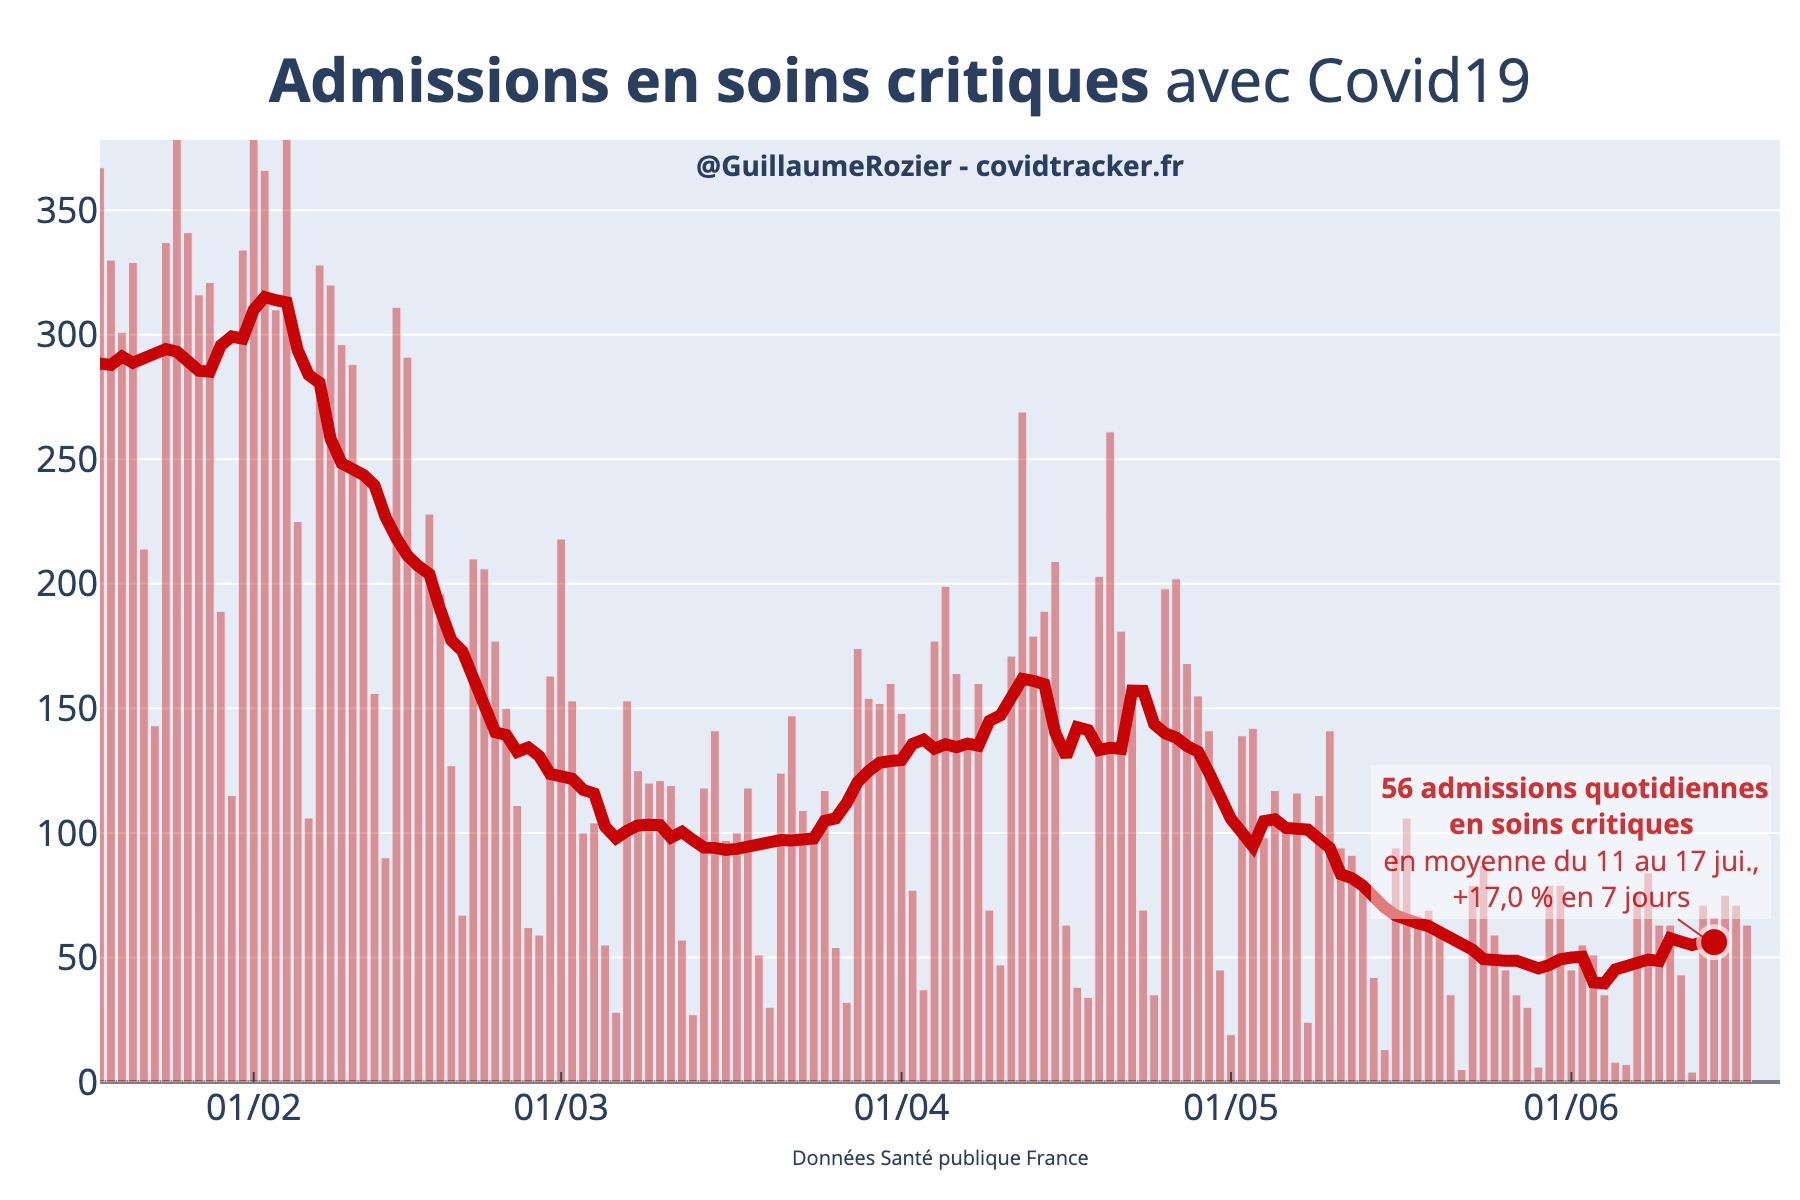 Admissions en soins critiques avec Covid19
@GuillaumeRozier - covidtracker.fr
350
300
250
200
150
100
50
0
56 admissions quotidiennes
en soins critiques
en moyenne du 11 au 17 jui.,
+17,0 % en 7 jours
01/02
01/03
01/04
01/05
01/06
Données Santé publique France